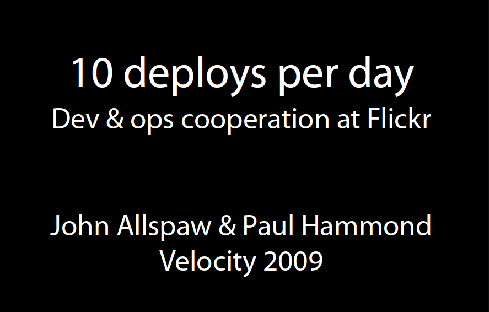 10 deploys per day
Dev & ops cooperation at Flickr
John Allspaw & Paul Hammond
Velocity 2009